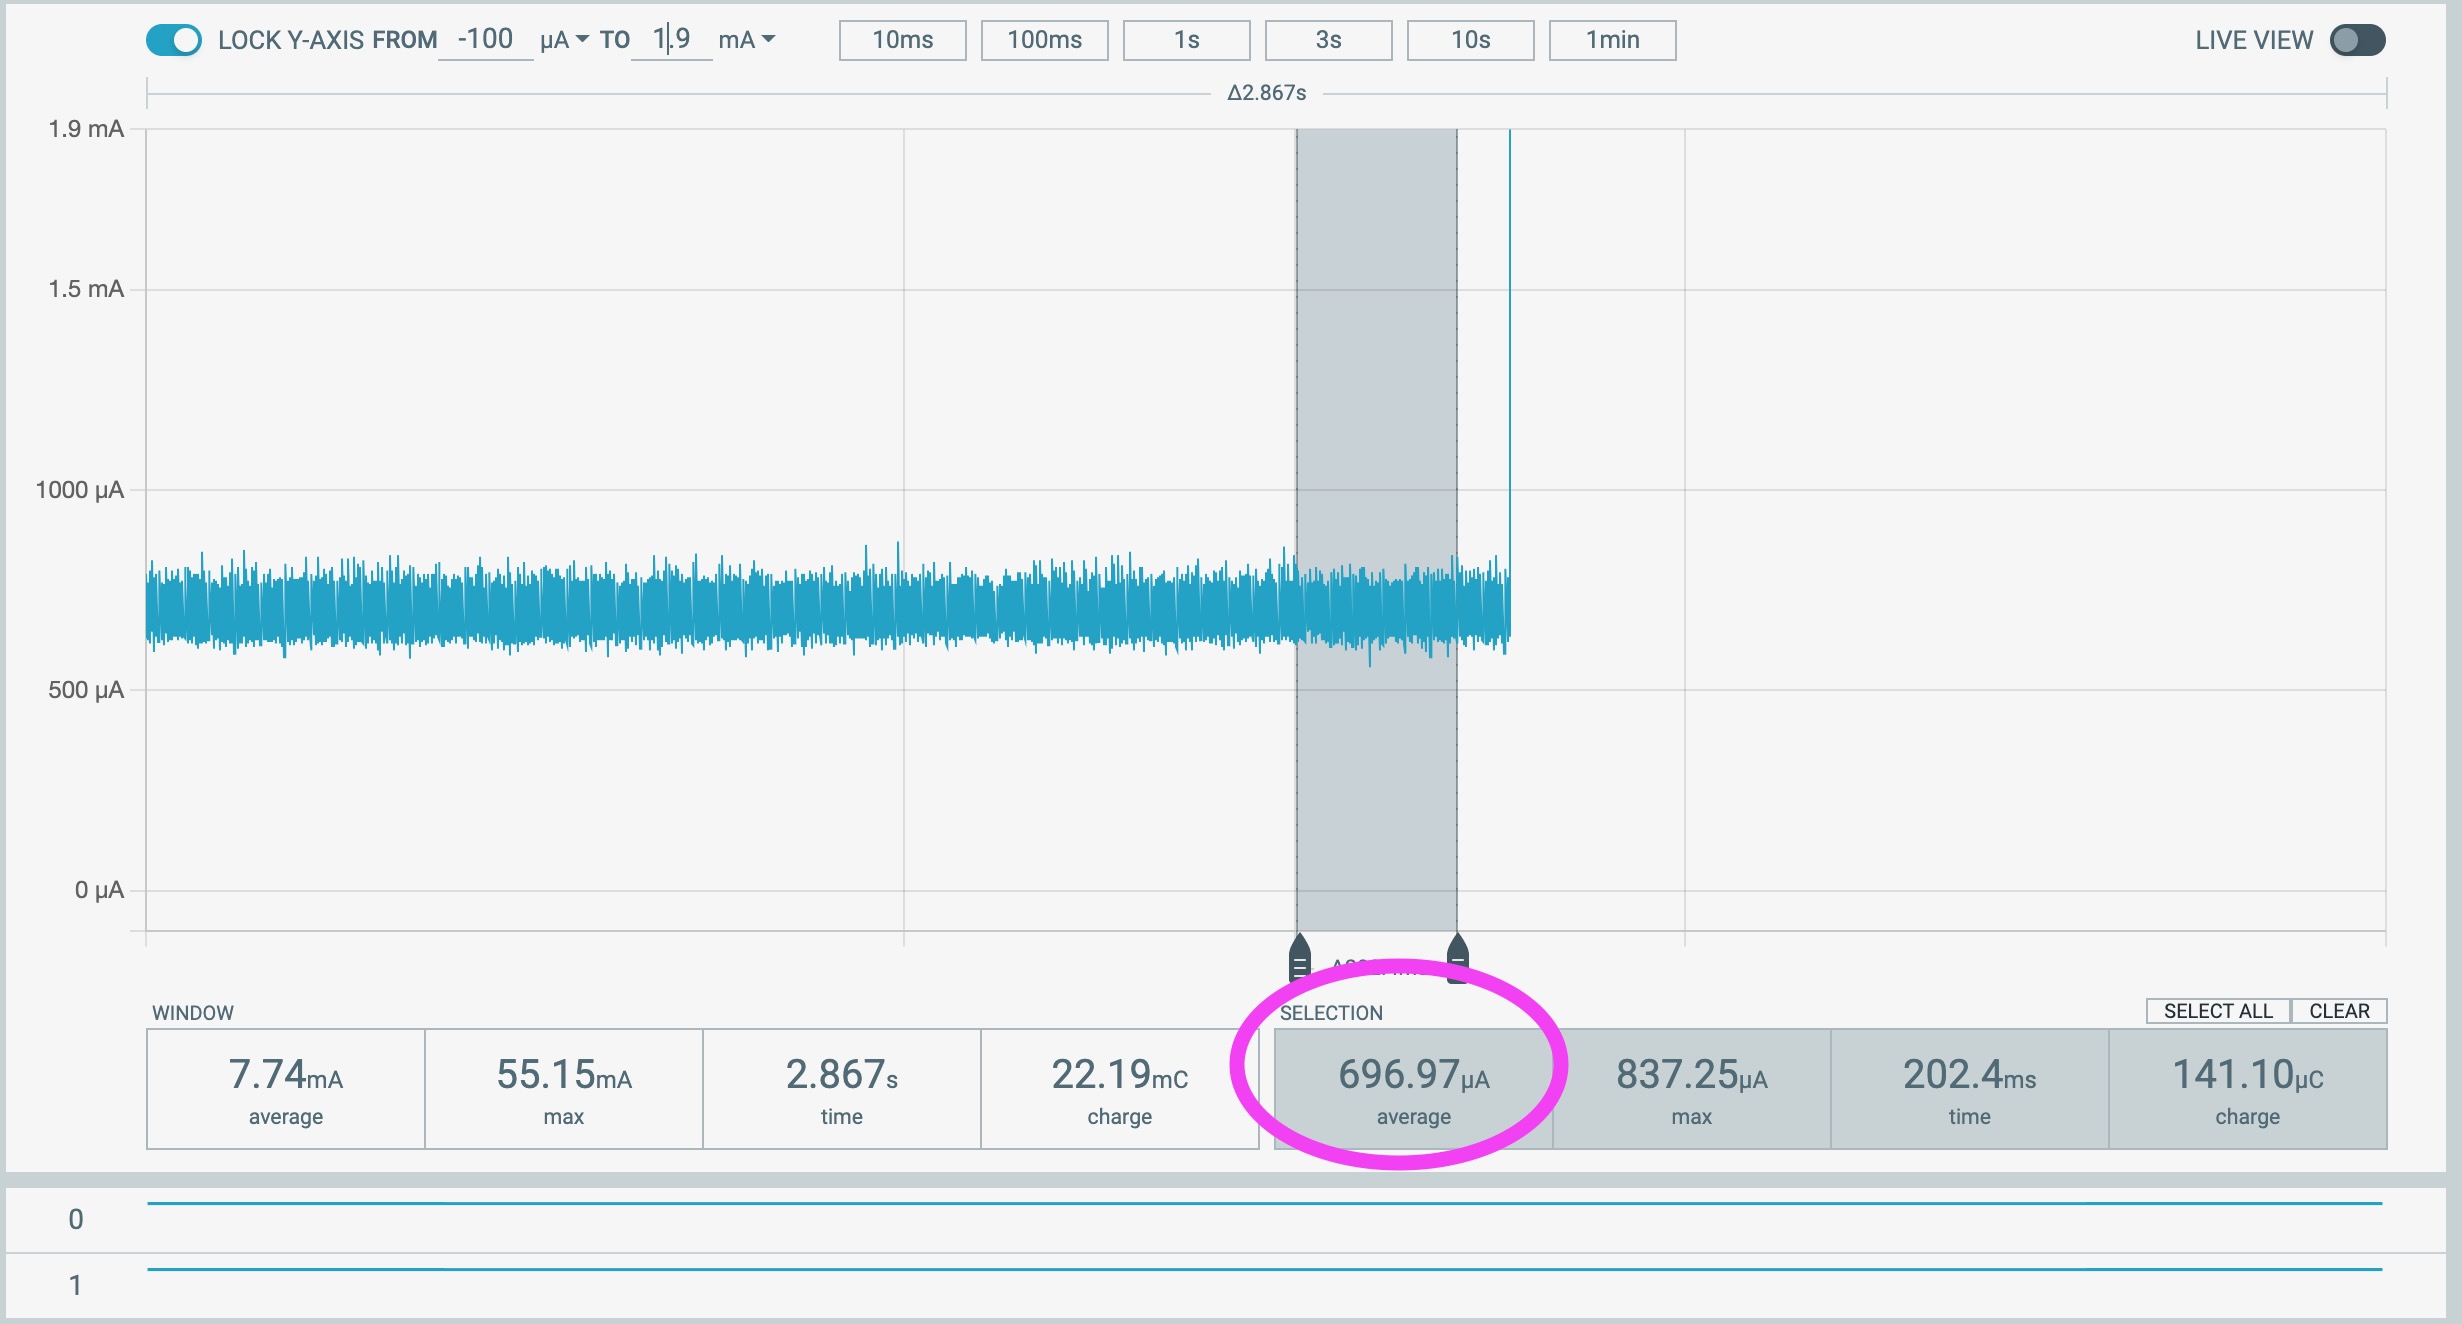 LOCK Y-AXIS FROM -100 µA TO 1.9 mA 10ms 100ms 1s 3s 10s 1min LIVE VIEW
Δ2.867s
1.9 mA
1.5 mA
1000 µA
500 µA
0 µA
WINDOW SELECTION SELECT ALL CLEAR
7.74mA 55.15mA 2.867s 22.19mC 696.97µA 837.25µA 202.4ms 141.10µC
average max time charge average max time charge
0
1